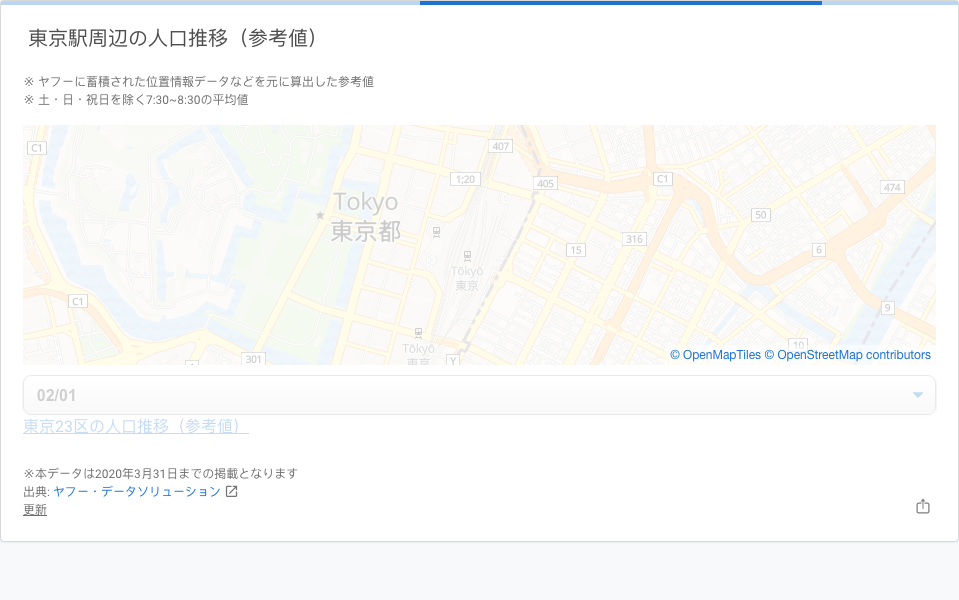 東京駅周辺の人口推移（参考値）
※ ヤフーに蓄積された位置情報データなどを元に算出した参考値
※ 土・日・祝日を除く7:30~8:30の平均値
C1
407
1;20
405
C1
474
Tokyo
東京都
50
316
15
6
Tōkyō
東京
C1
9
10
Tōkyō
東京
301
Y
© OpenMapTiles © OpenStreetMap contributors
02/01
東京23区の人口推移（参考値）
※本データは2020年3月31日までの掲載となります
出典: ヤフー・データソリューション
更新